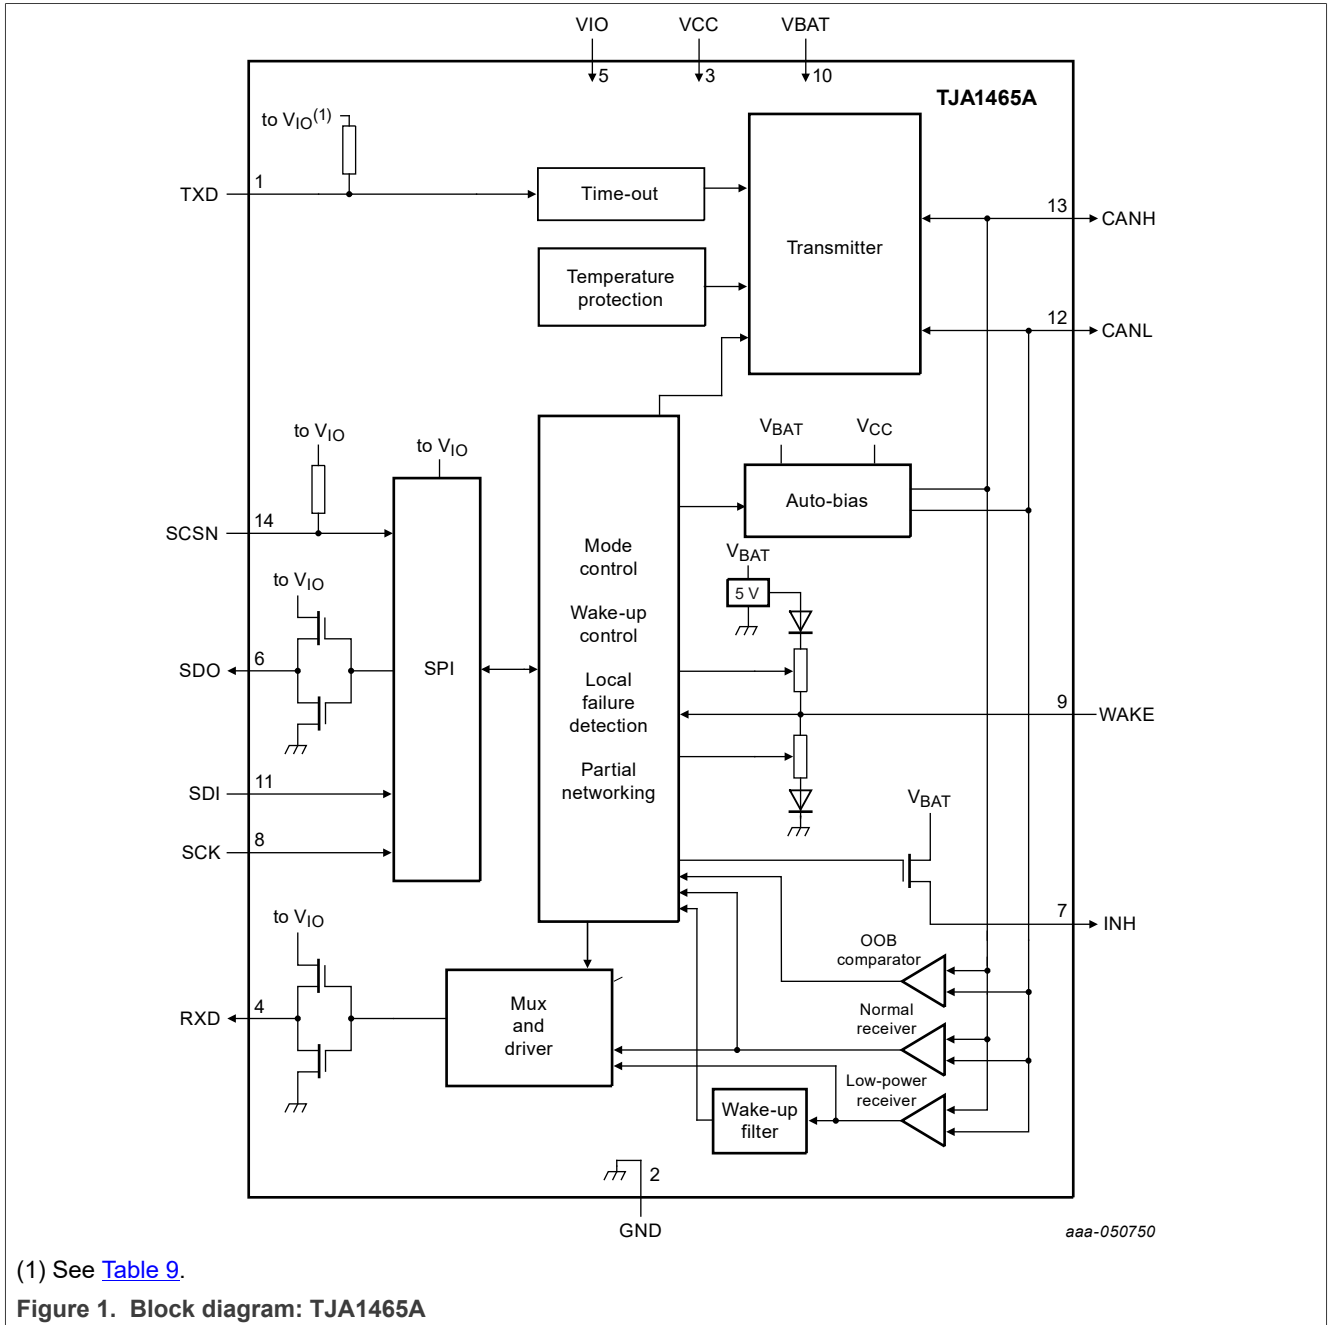 VIO VCC VBAT
5 3 10
TJA1465A
to VIO(1)
TXD 1
Time-out
Temperature
protection
Transmitter
13 CANH
12 CANL
to VIO
to VIO
SCSN 14
to VIO
SDO 6
SDI 11
SCK 8
SPI
Mode
control
Wake-up
control
Local
failure
detection
Partial
networking
VBAT VCC
Auto-bias
VBAT
5 V
9 WAKE
VBAT
7 INH
OOB
comparator
Normal
receiver
Low-power
receiver
to VIO
RXD 4
Mux
and
driver
Wake-up
filter
2
GND
aaa-050750
(1) See Table 9.
Figure 1. Block diagram: TJA1465A